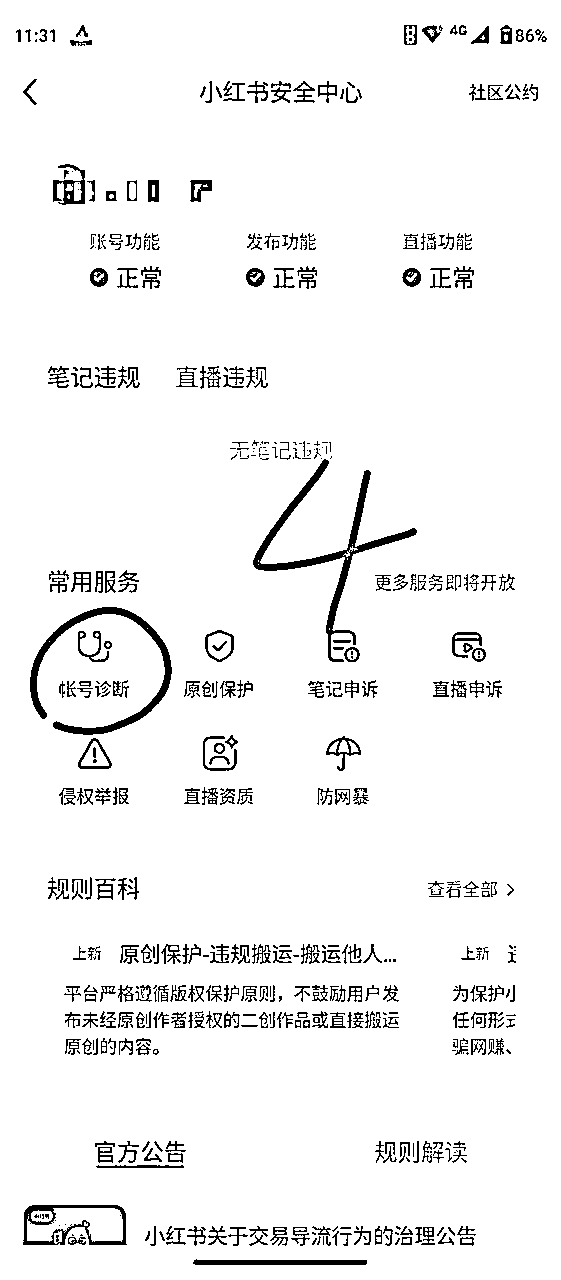 11:31 4G 86%
小红书安全中心 社区公约
账号功能 发布功能 直播功能
正常 正常 正常
笔记违规 直播违规
无笔记违规
4
常用服务 更多服务即将开放
帐号诊断 原创保护 笔记申诉 直播申诉
侵权举报 直播资质 防网暴
规则百科 查看全部
上新 原创保护-违规搬运-搬运他人... 上新
平台严格遵循版权保护原则，不鼓励用户发 为保护小
布未经原创作者授权的二创作品或直接搬运 任何形式
原创的内容。 骗网赚、
官方公告 规则解读
小红书关于交易导流行为的治理公告